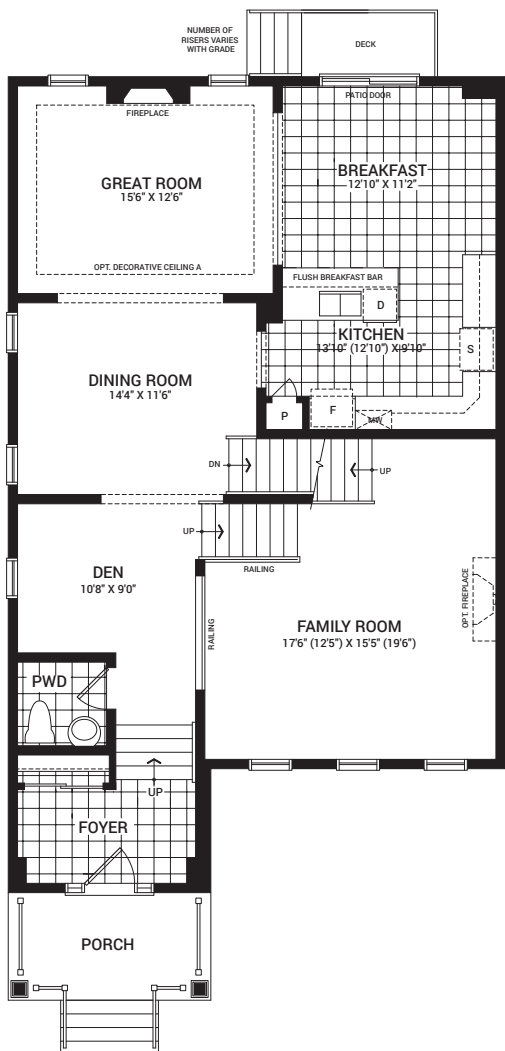 NUMBER OF
RISERS VARIES
WITH GRADE
DECK
PATIO DOOR
FIREPLACE
GREAT ROOM
15'6" X 12'6"
OPT. DECORATIVE CEILING A
BREAKFAST
12'10" X 11'2"
FLUSH BREAKFAST BAR
D
KITCHEN
13'10" (12'10") X 9'10"
S
DINING ROOM
14'4" X 11'6"
P
F
MW
DN
UP
UP
RAILING
DEN
10'8" X 9'0"
RAILING
OPT. FIREPLACE
FAMILY ROOM
17'6" (12'5") X 15'5" (19'6")
PWD
UP
FOYER
PORCH